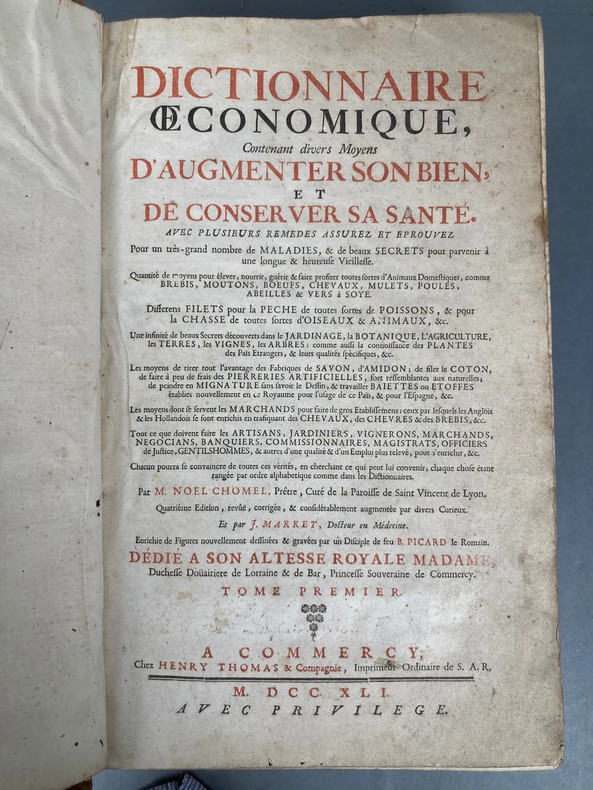 DICTIONNAIRE
ŒCONOMIQUE,
Contenant divers Moyens
D'AUGMENTER SON BIEN,
ET
DE CONSERVER SA SANTÉ.
AVEC PLUSIEURS REMEDES ASSUREZ ET EPROUVEZ
Pour un très-grand nombre de MALADIES, & de beaux SECRETS pour parvenir à
une longue & heureuse Vieillesse.
Quantité de moyens pour élever, nourrir, guérir & faire profiter toutes sortes d'Animaux Domestiques, comme
BREBIS, MOUTONS, BOEUFS, CHEVAUX, MULETS, POULES,
ABEILLES & VERS à SOYE.
Differens FILETS pour la PECHE de toutes sortes de POISSONS, & pour
la CHASSE de toutes sortes d'OISEAUX & ANIMAUX, &c.
Une infinité de beaux Secrets découverts dans le JARDINAGE, la BOTANIQUE, L'AGRICULTURE,
les TERRES, les VIGNES, les ARBRES; comme aussi la connoissance des PLANTES
des Païs Etrangers, & leurs qualités spécifiques, &c.
Les moyens de tirer tout l'avantage des Fabriques de SAVON, d'AMIDON; de filer le COTON,
de faire à peu de frais des PIERRERIES ARTIFICIELLES, fort ressemblantes aux naturelles;
de peindre en MIGNATURE sans savoir le Dessin, & travailler BAIETTES ou ETOFFES
établies nouvellement en ce Royaume pour l'usage de ce Païs, & pour l'Espagne, &c.
Les moyens dont se servent les MARCHANDS pour faire de gros Etablissemens; ceux par lesquels les Anglois
& les Hollandois se sont enrichis en trafiquant des CHEVAUX, des CHEVRES & des BREBIS, &c.
Tout ce que doivent faire les ARTISANS, JARDINIERS, VIGNERONS, MARCHANDS,
NEGOCIANS, BANQUIERS, COMMISSIONNAIRES, MAGISTRATS, OFFICIERS
de Justice, GENTILSHOMMES, & autres d'une qualité & d'un Emploi plus relevé, pour s'enrichir, &c.
Chacun pourra se convaincre de toutes ces vérités, en cherchant ce qui peut lui convenir, chaque chose étant
rangée par ordre alphabetique comme dans les Dictionnaires.
Par M. NOEL CHOMEL, Prêtre, Curé de la Paroisse de Saint Vincent de Lyon.
Quatrième Edition, revûë, corrigée, & considérablement augmentée par divers Curieux.
Et par J. MARRET, Docteur en Médecine.
Enrichie de Figures nouvellement dessinées & gravées par un Disciple de feu B. PICARD le Romain.
DÉDIÉ A SON ALTESSE ROYALE MADAME,
Duchesse Doüairiere de Lorraine & de Bar, Princesse Souveraine de Commercy.
TOME PREMIER.
A COMMERCY,
Chez HENRY THOMAS & Compagnie, Imprimeur Ordinaire de S. A. R.
M. DCC. XLI.
AVEC PRIVILEGE.